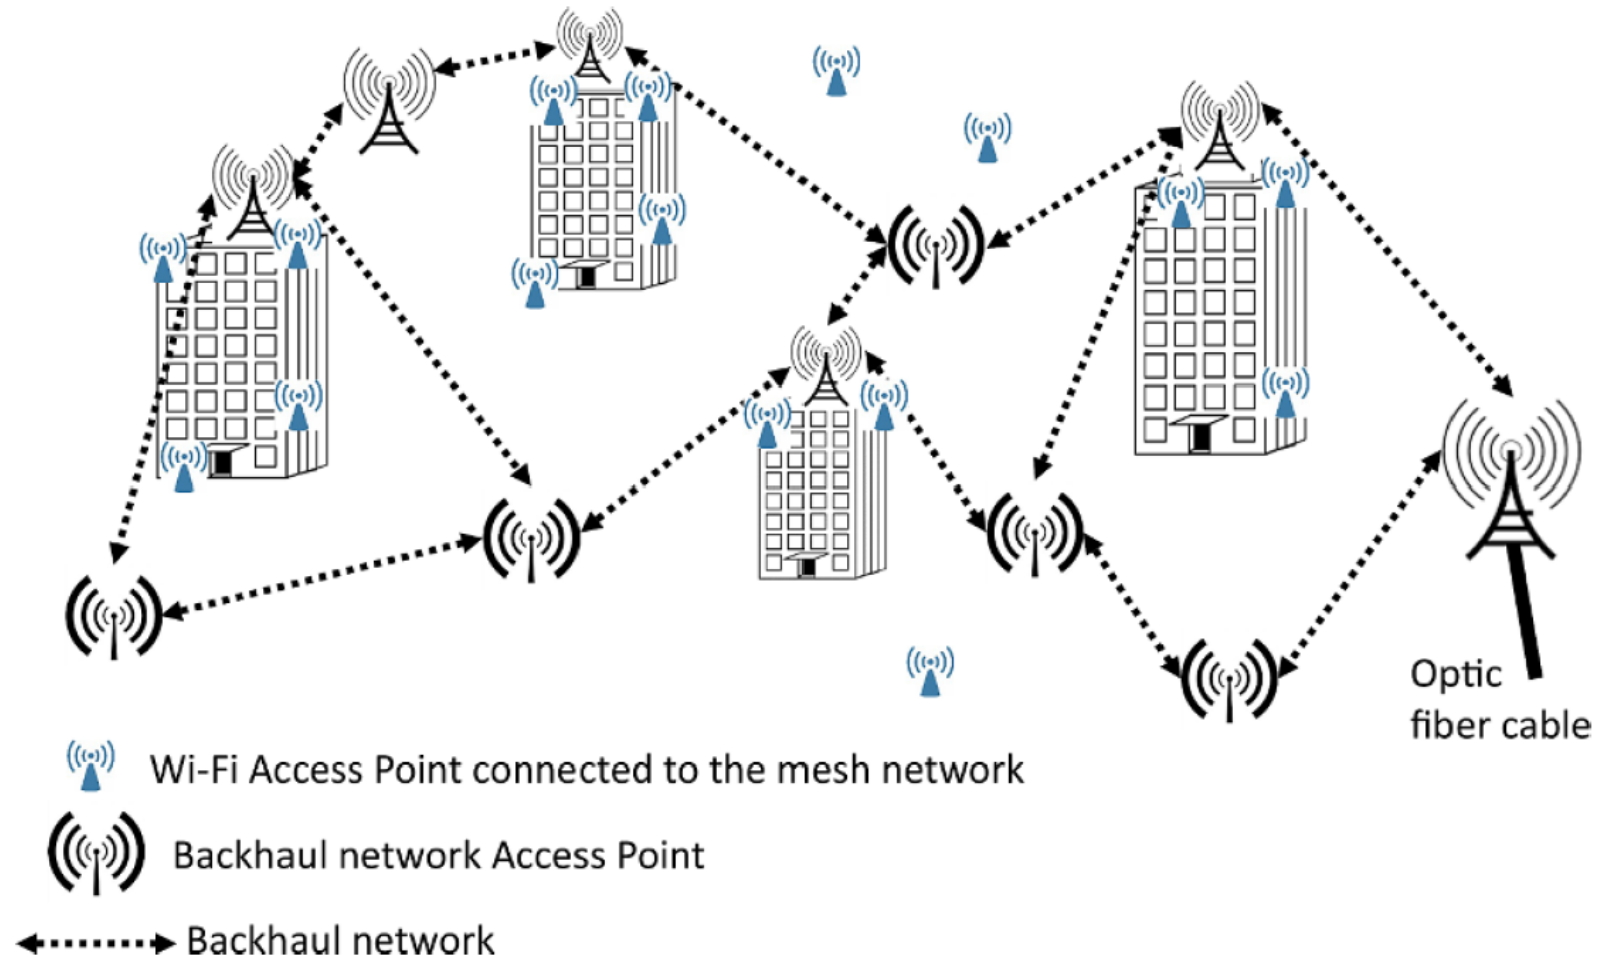 Optic
fiber cable
Wi-Fi Access Point connected to the mesh network
Backhaul network Access Point
Backhaul network